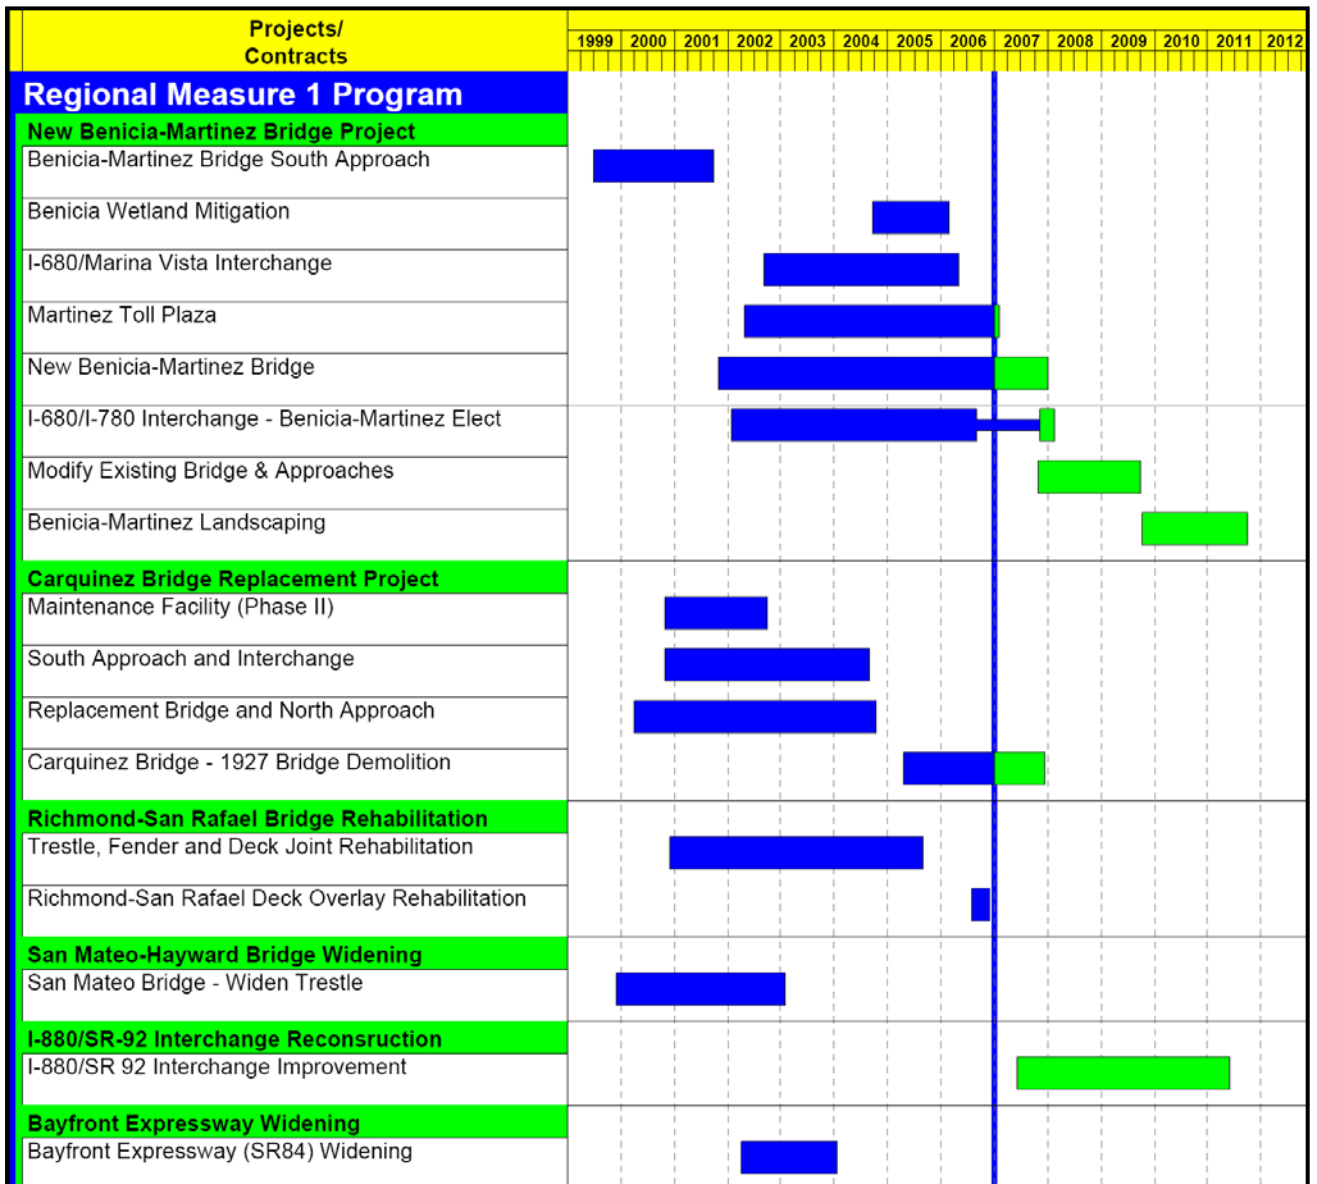 Projects/
Contracts
1999 2000 2001 2002 2003 2004 2005 2006 2007 2008 2009 2010 2011 2012
Regional Measure 1 Program
New Benicia-Martinez Bridge Project
Benicia-Martinez Bridge South Approach
Benicia Wetland Mitigation
I-680/Marina Vista Interchange
Martinez Toll Plaza
New Benicia-Martinez Bridge
I-680/I-780 Interchange - Benicia-Martinez Elect
Modify Existing Bridge & Approaches
Benicia-Martinez Landscaping
Carquinez Bridge Replacement Project
Maintenance Facility (Phase II)
South Approach and Interchange
Replacement Bridge and North Approach
Carquinez Bridge - 1927 Bridge Demolition
Richmond-San Rafael Bridge Rehabilitation
Trestle, Fender and Deck Joint Rehabilitation
Richmond-San Rafael Deck Overlay Rehabilitation
San Mateo-Hayward Bridge Widening
San Mateo Bridge - Widen Trestle
I-880/SR-92 Interchange Reconsruction
I-880/SR 92 Interchange Improvement
Bayfront Expressway Widening
Bayfront Expressway (SR84) Widening